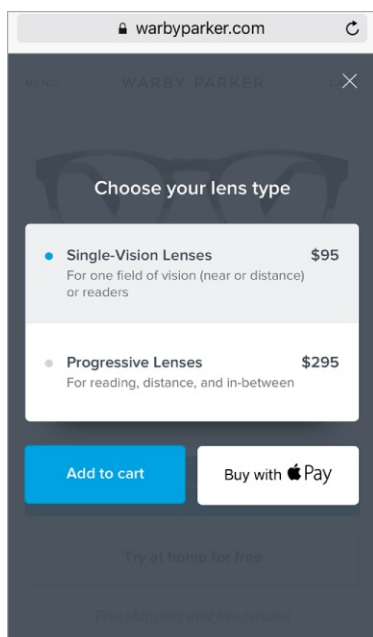 warbyparker.com
MENU WARBY PARKER CART
Choose your lens type
Single-Vision Lenses $95
For one field of vision (near or distance)
or readers
Progressive Lenses $295
For reading, distance, and in-between
Add to cart
Buy with Pay
Try at home for free
Free shipping and free returns